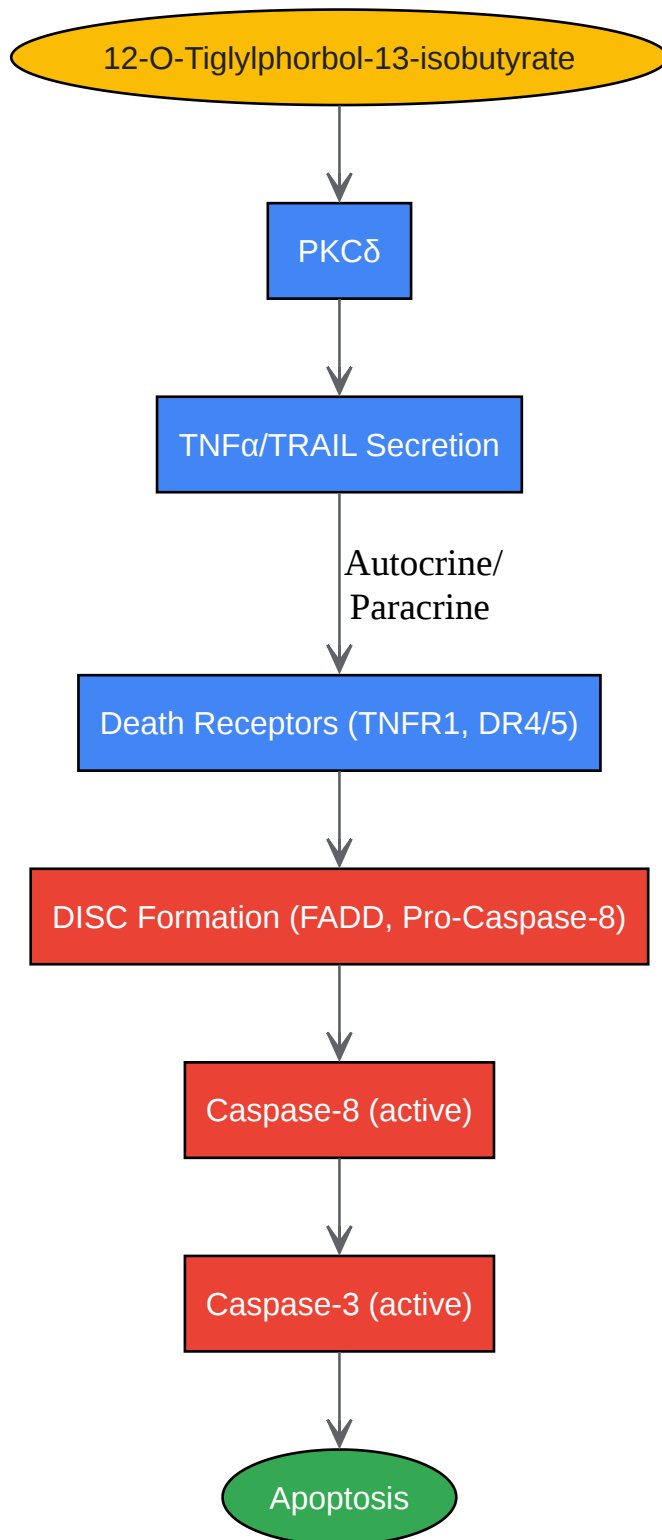 12-O-Tiglylphorbol-13-isobutyrate
PKCδ
TNFα/TRAIL Secretion
Autocrine/
Paracrine
Death Receptors (TNFR1, DR4/5)
DISC Formation (FADD, Pro-Caspase-8)
Caspase-8 (active)
Caspase-3 (active)
Apoptosis